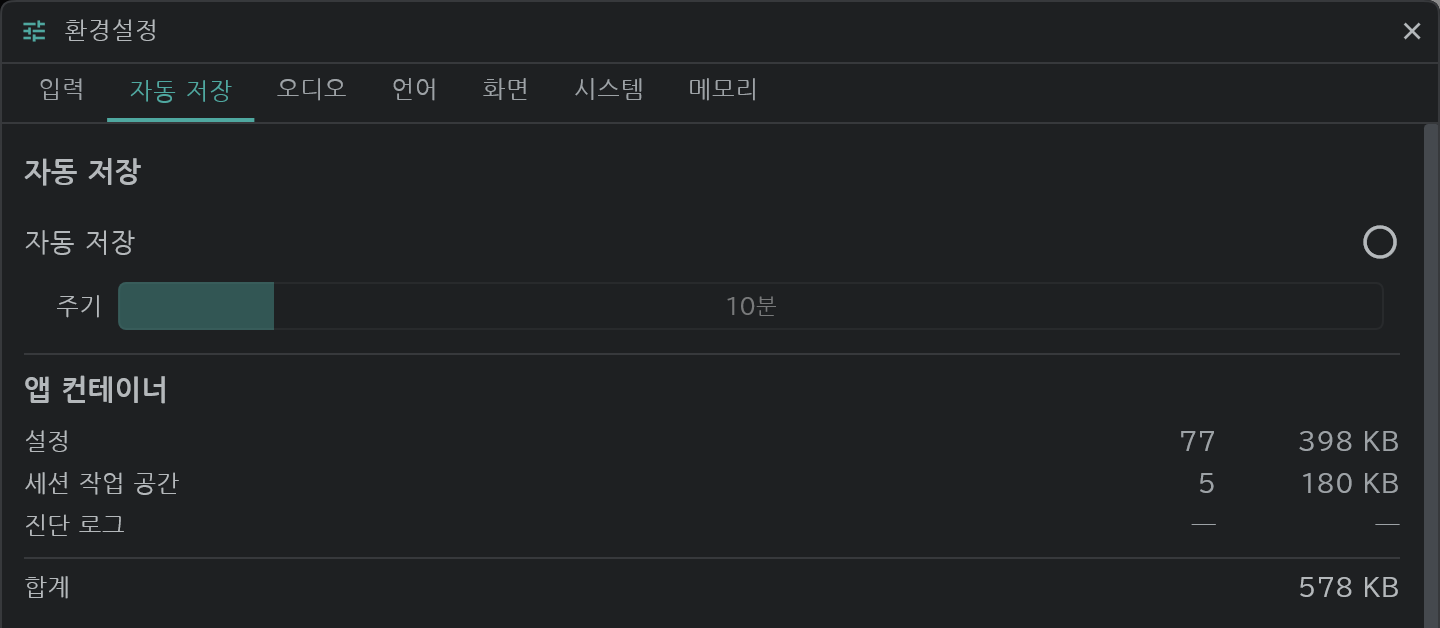 환경설정
입력 자동 저장 오디오 언어 화면 시스템 메모리
자동 저장
자동 저장
주기 10분
앱 컨테이너
설정 77 398 KB
세션 작업 공간 5 180 KB
진단 로그 — —
합계 578 KB